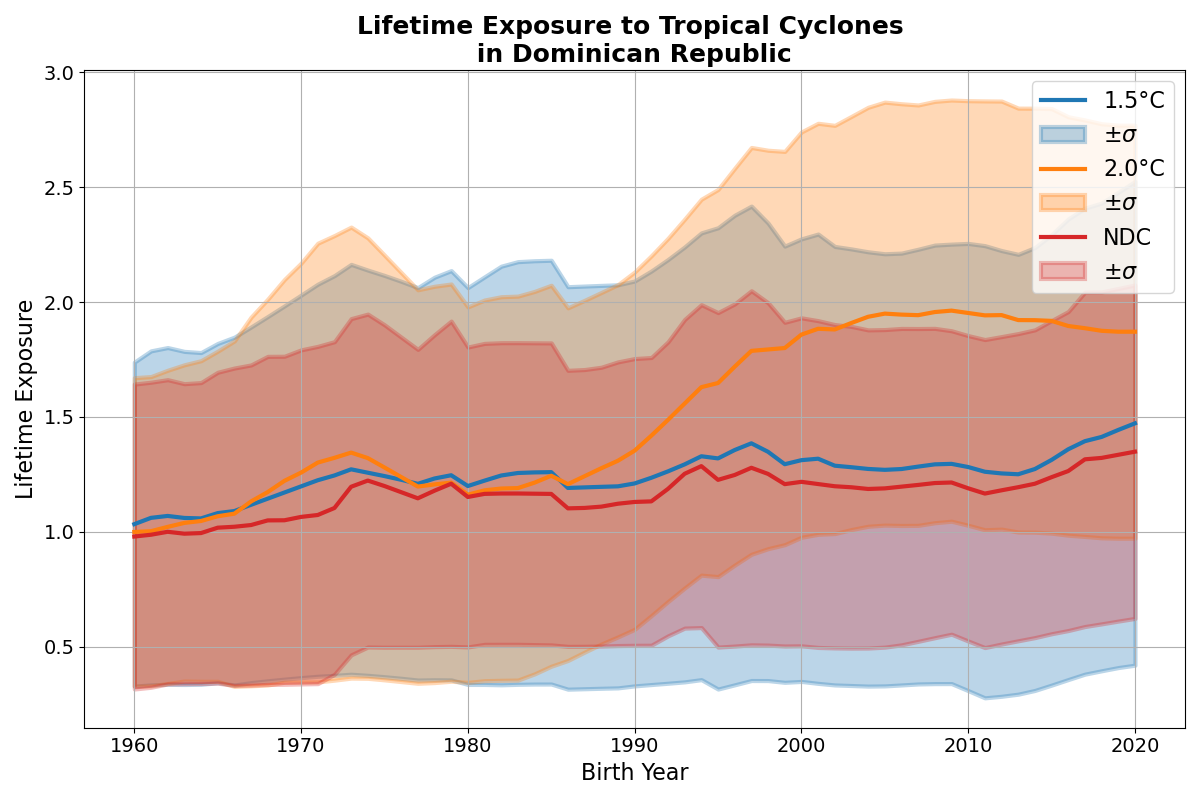 Lifetime Exposure to Tropical Cyclones
in Dominican Republic
Lifetime Exposure
3.0
2.5
2.0
1.5
1.0
0.5
1960
1970
1980
1990
2000
2010
2020
Birth Year
1.5°C
±σ
2.0°C
±σ
NDC
±σ